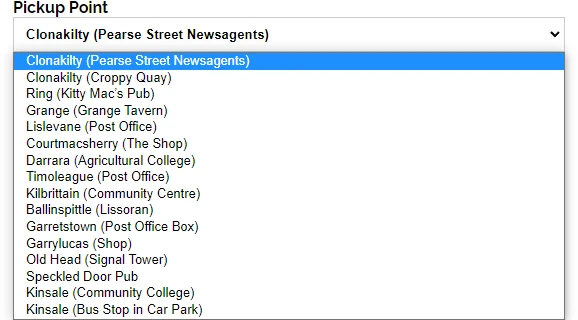 Pickup Point
Clonakilty (Pearse Street Newsagents)
Clonakilty (Pearse Street Newsagents)
Clonakilty (Croppy Quay)
Ring (Kitty Mac's Pub)
Grange (Grange Tavern)
Lislevane (Post Office)
Courtmacsherry (The Shop)
Darrara (Agricultural College)
Timoleague (Post Office)
Kilbrittain (Community Centre)
Ballinspittle (Lissoran)
Garretstown (Post Office Box)
Garrylucas (Shop)
Old Head (Signal Tower)
Speckled Door Pub
Kinsale (Community College)
Kinsale (Bus Stop in Car Park)